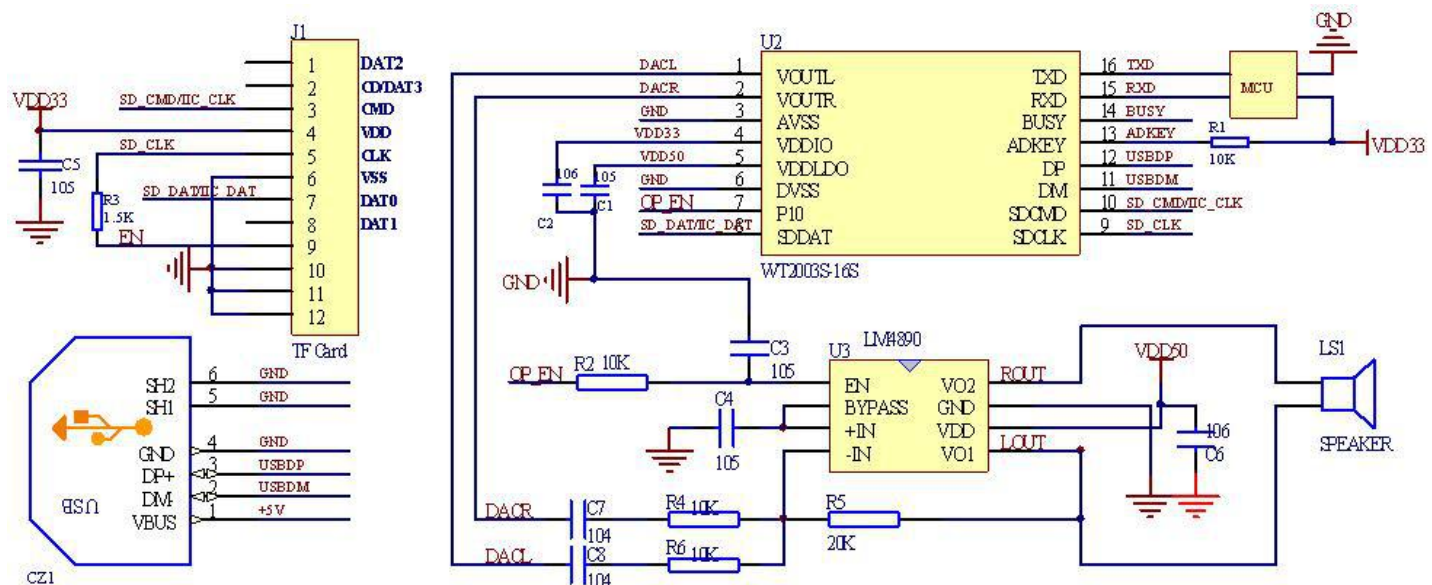 J1
1 DAT2
2 CD/DAT3
SD_CMD/IIC_CLK 3 CMD
VDD33 4 VDD
SD_CLK 5 CLK
6 VSS
SD_DAT/IIC_DAT 7 DAT0
8 DAT1
EN 9
10
11
12
TF Card
C5
105
R3
1.5K
U2
DACL 1 VOUTL
DACR 2 VOUTR
GND 3 AVSS
VDD33 4 VDDIO
VDD50 5 VDDLDO
GND 6 DVSS
OP_EN 7 P10
SD_DAT/IIC_DAT 8 SDDAT
TXD 16 TXD
RXD 15 RXD
BUSY 14 BUSY
ADKEY 13 ADKEY
DP 12 USBDP
DM 11 USBDM
SDCMD 10 SD_CMD/IIC_CLK
SDCLK 9 SD_CLK
WT2003S-16S
MCU
GND
R1
10K
VDD33
106
C2
105
C1
GND
C3
105
OP_EN
R2 10K
C4
105
U3
LM4890
EN VO2 ROUT
BYPASS GND
+IN VDD
-IN VO1 LOUT
VDD50
106
C6
LS1
SPEAKER
DACR
C7
104
R4 10K
R5
20K
DACL
C8
104
R6 10K
SH2 6 GND
SH1 5 GND
GND 4 GND
DP+ 3 USBDP
DM- 2 USBDM
VBUS 1 +5V
USB
CZ1